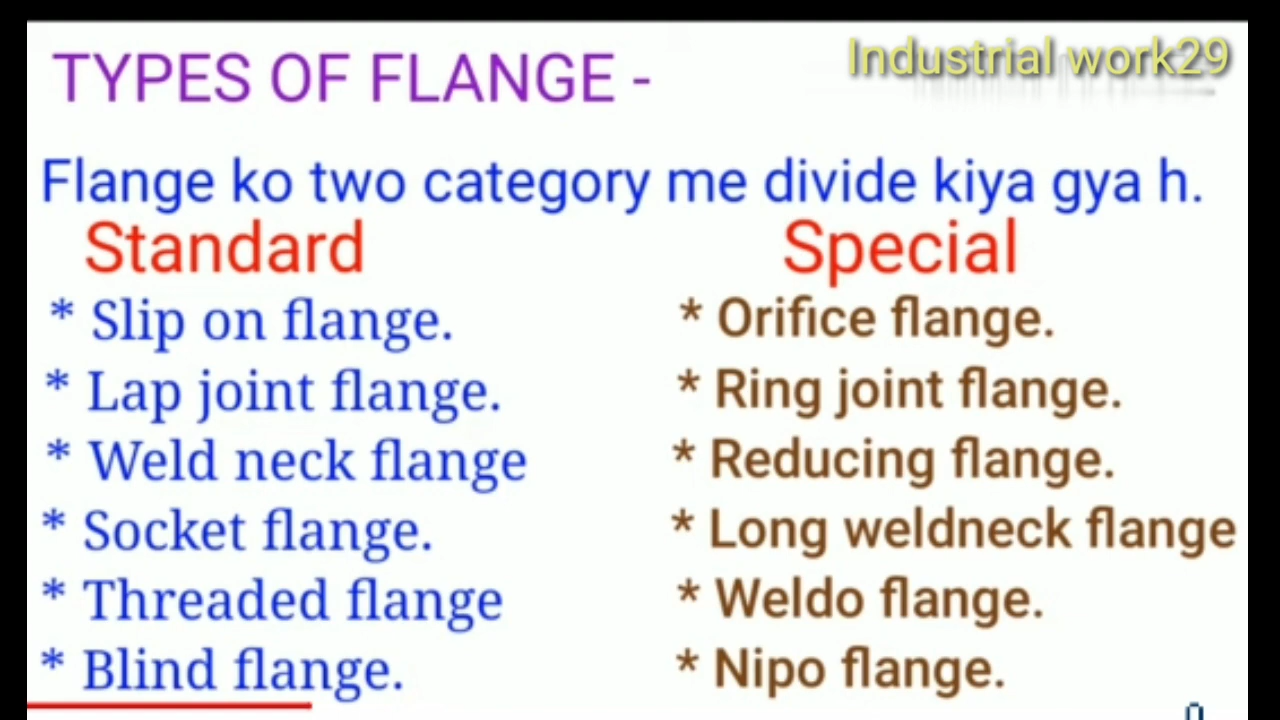 TYPES OF FLANGE -
Industrial work29
Flange ko two category me divide kiya gya h.
Standard
* Slip on flange.
* Lap joint flange.
* Weld neck flange
* Socket flange.
* Threaded flange
* Blind flange.
Special
* Orifice flange.
* Ring joint flange.
* Reducing flange.
* Long weldneck flange
* Weldo flange.
* Nipo flange.